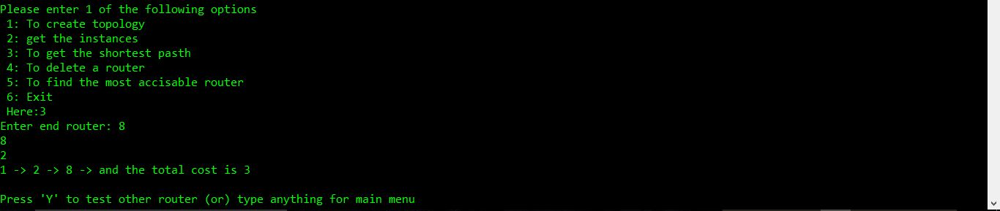 Please enter 1 of the following options
1: To create topology
2: get the instances
3: To get the shortest pasth
4: To delete a router
5: To find the most accisable router
6: Exit
Here:3
Enter end router: 8
8
2
1 -> 2 -> 8 -> and the total cost is 3
Press 'Y' to test other router (or) type anything for main menu